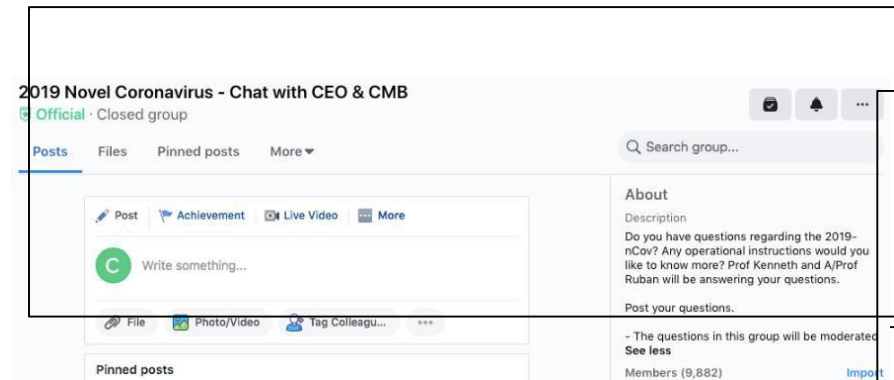 2019 Novel Coronavirus - Chat with CEO & CMB
Official · Closed group
Posts Files Pinned posts More
Search group...
Post Achievement Live Video More
C Write something...
File Photo/Video Tag Colleagu... ...
Pinned posts
About
Description
Do you have questions regarding the 2019-
nCov? Any operational instructions would you
like to know more? Prof Kenneth and A/Prof
Ruban will be answering your questions.
Post your questions.
- The questions in this group will be moderated
See less
Members (9,882) Import